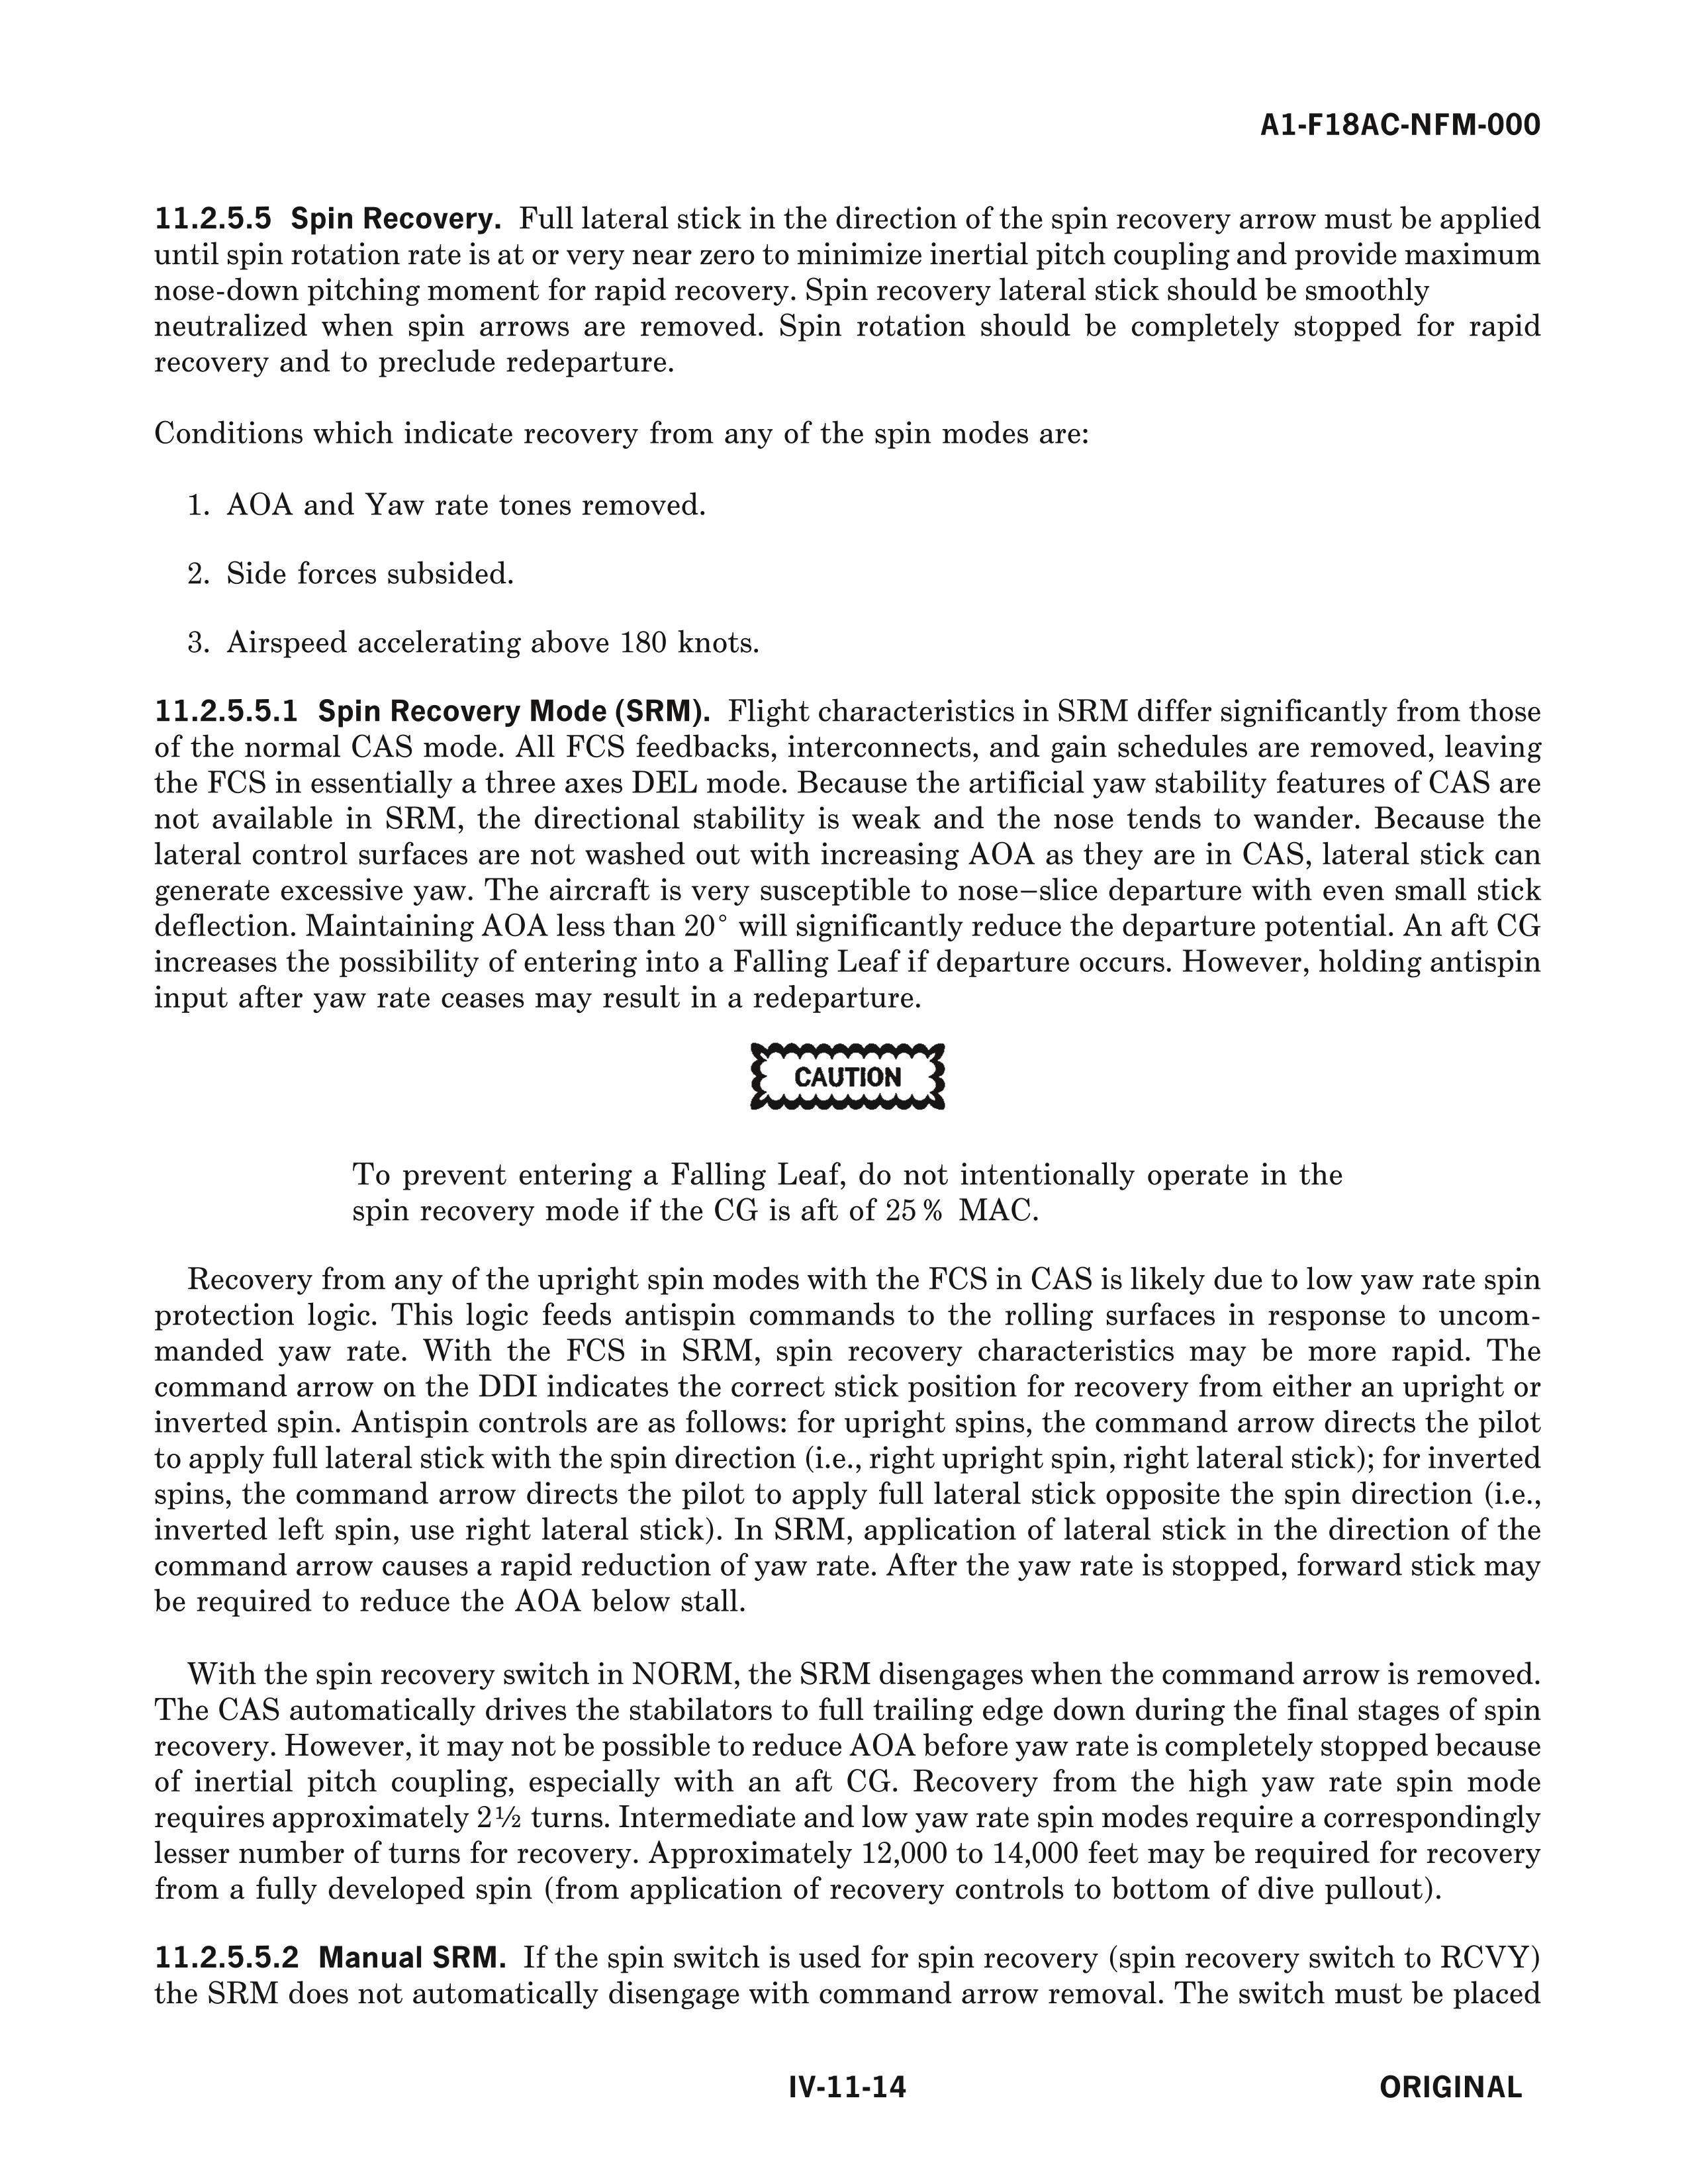 A1-F18AC-NFM-000
11.2.5.5 Spin Recovery. Full lateral stick in the direction of the spin recovery arrow must be applied
until spin rotation rate is at or very near zero to minimize inertial pitch coupling and provide maximum
nose-down pitching moment for rapid recovery. Spin recovery lateral stick should be smoothly
neutralized when spin arrows are removed. Spin rotation should be completely stopped for rapid
recovery and to preclude redeparture.
Conditions which indicate recovery from any of the spin modes are:
1. AOA and Yaw rate tones removed.
2. Side forces subsided.
3. Airspeed accelerating above 180 knots.
11.2.5.5.1 Spin Recovery Mode (SRM). Flight characteristics in SRM differ significantly from those
of the normal CAS mode. All FCS feedbacks, interconnects, and gain schedules are removed, leaving
the FCS in essentially a three axes DEL mode. Because the artificial yaw stability features of CAS are
not available in SRM, the directional stability is weak and the nose tends to wander. Because the
lateral control surfaces are not washed out with increasing AOA as they are in CAS, lateral stick can
generate excessive yaw. The aircraft is very susceptible to nose−slice departure with even small stick
deflection. Maintaining AOA less than 20° will significantly reduce the departure potential. An aft CG
increases the possibility of entering into a Falling Leaf if departure occurs. However, holding antispin
input after yaw rate ceases may result in a redeparture.
CAUTION
To prevent entering a Falling Leaf, do not intentionally operate in the
spin recovery mode if the CG is aft of 25% MAC.
Recovery from any of the upright spin modes with the FCS in CAS is likely due to low yaw rate spin
protection logic. This logic feeds antispin commands to the rolling surfaces in response to uncom-
manded yaw rate. With the FCS in SRM, spin recovery characteristics may be more rapid. The
command arrow on the DDI indicates the correct stick position for recovery from either an upright or
inverted spin. Antispin controls are as follows: for upright spins, the command arrow directs the pilot
to apply full lateral stick with the spin direction (i.e., right upright spin, right lateral stick); for inverted
spins, the command arrow directs the pilot to apply full lateral stick opposite the spin direction (i.e.,
inverted left spin, use right lateral stick). In SRM, application of lateral stick in the direction of the
command arrow causes a rapid reduction of yaw rate. After the yaw rate is stopped, forward stick may
be required to reduce the AOA below stall.
With the spin recovery switch in NORM, the SRM disengages when the command arrow is removed.
The CAS automatically drives the stabilators to full trailing edge down during the final stages of spin
recovery. However, it may not be possible to reduce AOA before yaw rate is completely stopped because
of inertial pitch coupling, especially with an aft CG. Recovery from the high yaw rate spin mode
requires approximately 2½ turns. Intermediate and low yaw rate spin modes require a correspondingly
lesser number of turns for recovery. Approximately 12,000 to 14,000 feet may be required for recovery
from a fully developed spin (from application of recovery controls to bottom of dive pullout).
11.2.5.5.2 Manual SRM. If the spin switch is used for spin recovery (spin recovery switch to RCVY)
the SRM does not automatically disengage with command arrow removal. The switch must be placed
IV-11-14
ORIGINAL